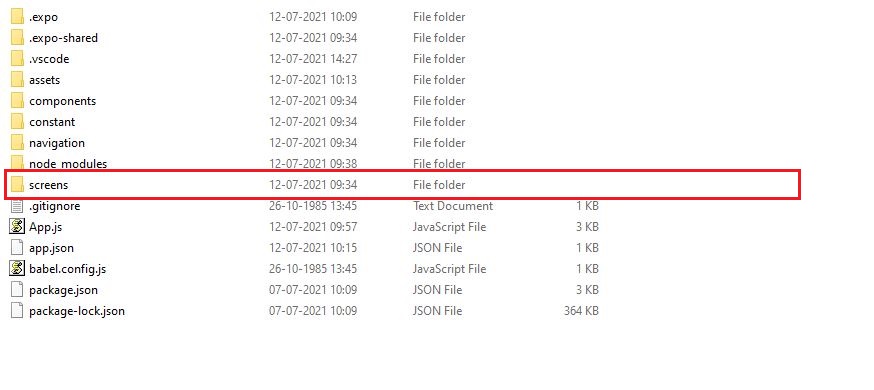 .expo 12-07-2021 10:09 File folder
.expo-shared 12-07-2021 09:34 File folder
.vscode 12-07-2021 14:27 File folder
assets 12-07-2021 10:13 File folder
components 12-07-2021 09:34 File folder
constant 12-07-2021 09:34 File folder
navigation 12-07-2021 09:34 File folder
node_modules 12-07-2021 09:38 File folder
screens 12-07-2021 09:34 File folder
.gitignore 26-10-1985 13:45 Text Document 1 KB
App.js 12-07-2021 09:57 JavaScript File 3 KB
app.json 12-07-2021 10:15 JSON File 1 KB
babel.config.js 26-10-1985 13:45 JavaScript File 1 KB
package.json 07-07-2021 10:09 JSON File 3 KB
package-lock.json 07-07-2021 10:09 JSON File 364 KB